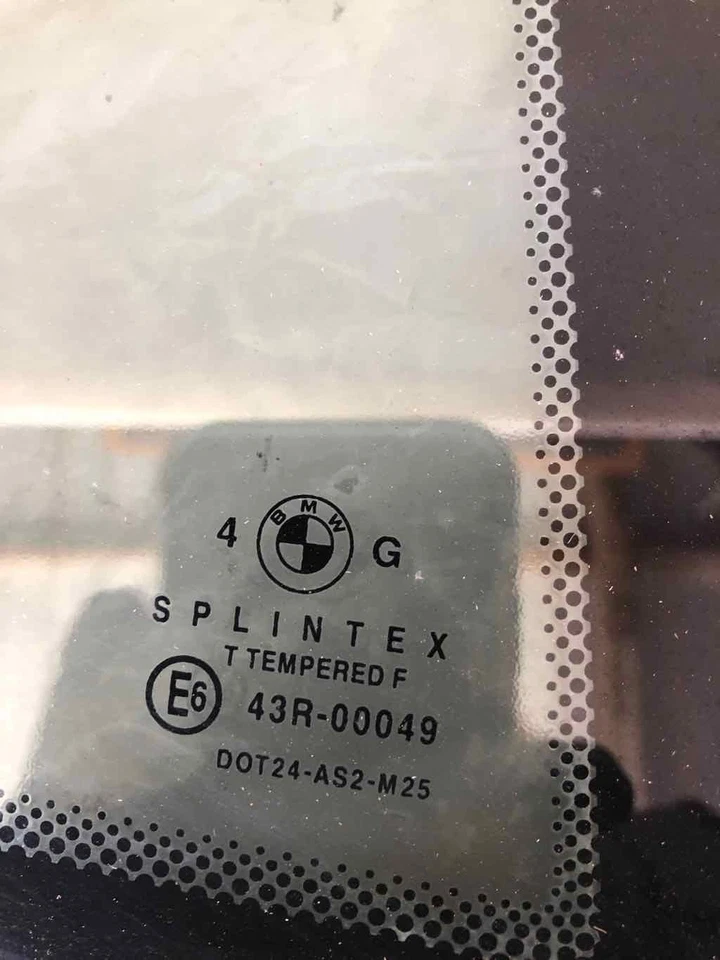 BMW
4 G
SPLINTEX
T TEMPERED F
E6 43R-00049
DOT24-AS2-M25